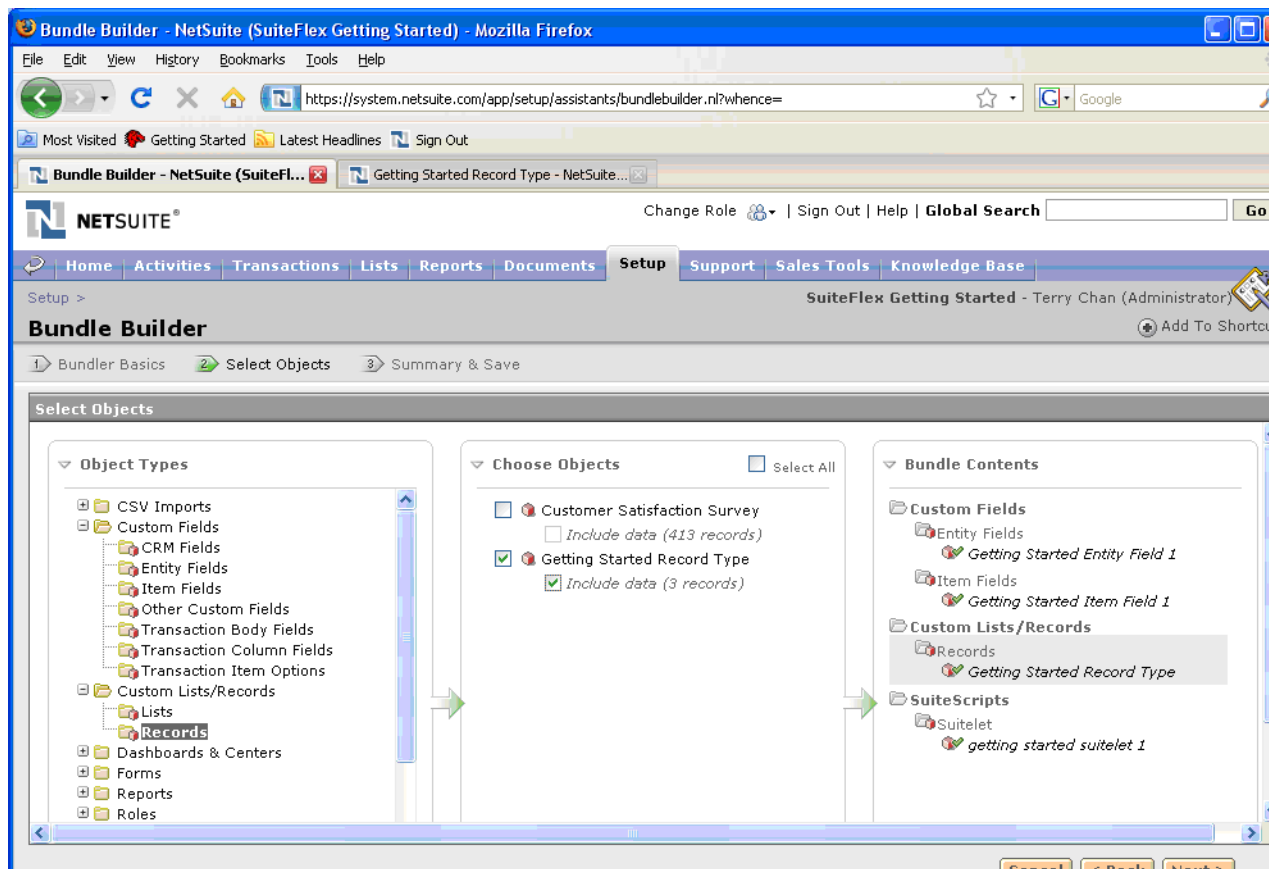 Bundle Builder - NetSuite (SuiteFlex Getting Started) - Mozilla Firefox
File Edit View History Bookmarks Tools Help
https://system.netsuite.com/app/setup/assistants/bundlebuilder.nl?whence= G Google
Most Visited Getting Started Latest Headlines N Sign Out
N Bundle Builder - NetSuite (SuiteFl... N Getting Started Record Type - NetSuite...
N NETSUITE® Change Role | Sign Out | Help | Global Search Go
Home Activities Transactions Lists Reports Documents Setup Support Sales Tools Knowledge Base
Setup > SuiteFlex Getting Started - Terry Chan (Administrator)
Bundle Builder Add To Shortcu
1 Bundler Basics 2 Select Objects 3 Summary & Save
Select Objects
Object Types
CSV Imports
Custom Fields
CRM Fields
Entity Fields
Item Fields
Other Custom Fields
Transaction Body Fields
Transaction Column Fields
Transaction Item Options
Custom Lists/Records
Lists
Records
Dashboards & Centers
Forms
Reports
Roles
Choose Objects Select All
Customer Satisfaction Survey
Include data (413 records)
Getting Started Record Type
Include data (3 records)
Bundle Contents
Custom Fields
Entity Fields
Getting Started Entity Field 1
Item Fields
Getting Started Item Field 1
Custom Lists/Records
Records
Getting Started Record Type
SuiteScripts
Suitelet
getting started suitelet 1
Cancel < Back Next >